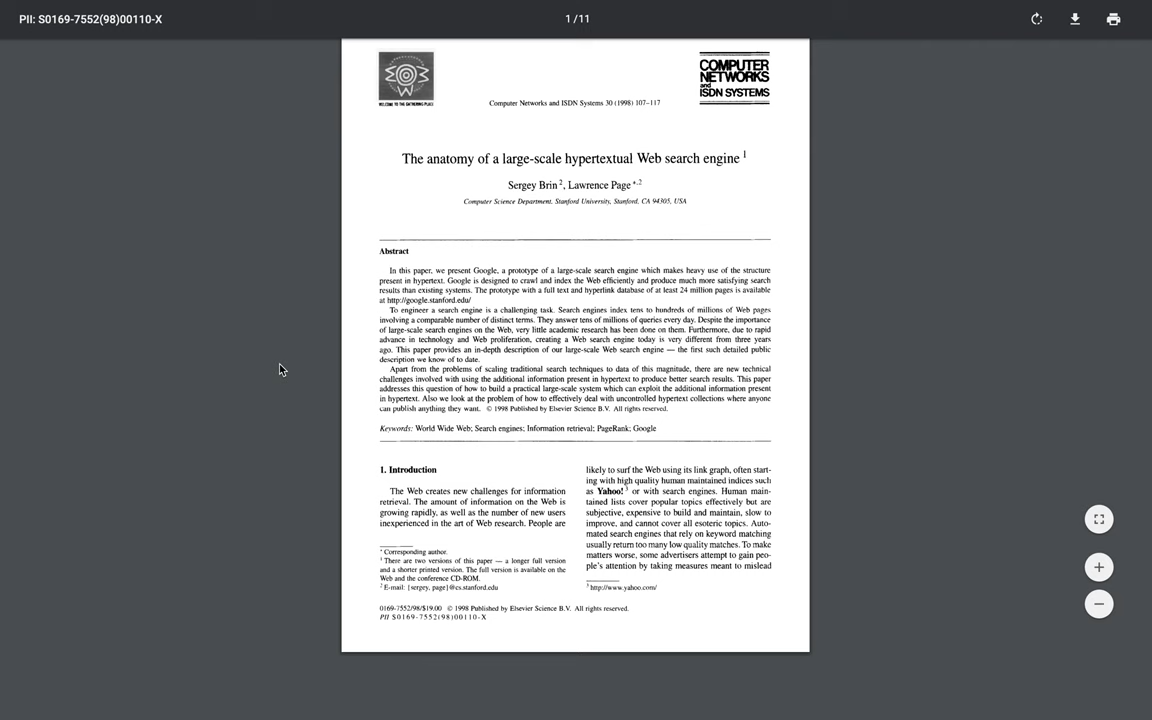 PII: S0169-7552(98)00110-X
1 / 11
WELCOME TO THE GATHERING PLACE
COMPUTER
NETWORKS
and
ISDN SYSTEMS
Computer Networks and ISDN Systems 30 (1998) 107–117
The anatomy of a large-scale hypertextual Web search engine 1
Sergey Brin 2, Lawrence Page *,2
Computer Science Department, Stanford University, Stanford, CA 94305, USA
Abstract
In this paper, we present Google, a prototype of a large-scale search engine which makes heavy use of the structure
present in hypertext. Google is designed to crawl and index the Web efficiently and produce much more satisfying search
results than existing systems. The prototype with a full text and hyperlink database of at least 24 million pages is available
at http://google.stanford.edu/
To engineer a search engine is a challenging task. Search engines index tens to hundreds of millions of Web pages
involving a comparable number of distinct terms. They answer tens of millions of queries every day. Despite the importance
of large-scale search engines on the Web, very little academic research has been done on them. Furthermore, due to rapid
advance in technology and Web proliferation, creating a Web search engine today is very different from three years
ago. This paper provides an in-depth description of our large-scale Web search engine — the first such detailed public
description we know of to date.
Apart from the problems of scaling traditional search techniques to data of this magnitude, there are new technical
challenges involved with using the additional information present in hypertext to produce better search results. This paper
addresses this question of how to build a practical large-scale system which can exploit the additional information present
in hypertext. Also we look at the problem of how to effectively deal with uncontrolled hypertext collections where anyone
can publish anything they want. © 1998 Published by Elsevier Science B.V. All rights reserved.
Keywords: World Wide Web; Search engines; Information retrieval; PageRank; Google
1. Introduction
The Web creates new challenges for information
retrieval. The amount of information on the Web is
growing rapidly, as well as the number of new users
inexperienced in the art of Web research. People are
* Corresponding author.
1 There are two versions of this paper — a longer full version
and a shorter printed version. The full version is available on the
Web and the conference CD-ROM.
2 E-mail: {sergey, page}@cs.stanford.edu
likely to surf the Web using its link graph, often start-
ing with high quality human maintained indices such
as Yahoo! 3 or with search engines. Human main-
tained lists cover popular topics effectively but are
subjective, expensive to build and maintain, slow to
improve, and cannot cover all esoteric topics. Auto-
mated search engines that rely on keyword matching
usually return too many low quality matches. To make
matters worse, some advertisers attempt to gain peo-
ple's attention by taking measures meant to mislead
3 http://www.yahoo.com/
0169-7552/98/$19.00 © 1998 Published by Elsevier Science B.V. All rights reserved.
PII S0169-7552(98)00110-X